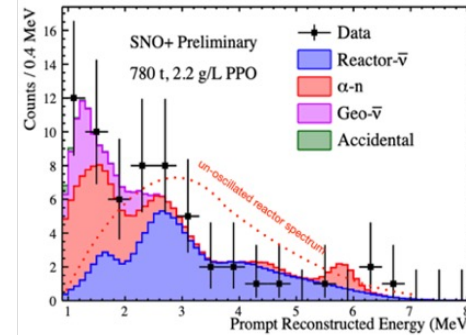 Counts / 0.4 MeV
16
14
12
10
8
6
4
2
0
SNO+ Preliminary
780 t, 2.2 g/L PPO
Data
Reactor-ν̅
α-n
Geo-ν̅
Accidental
un-oscillated reactor spectrum
1 2 3 4 5 6 7 8
Prompt Reconstructed Energy (MeV